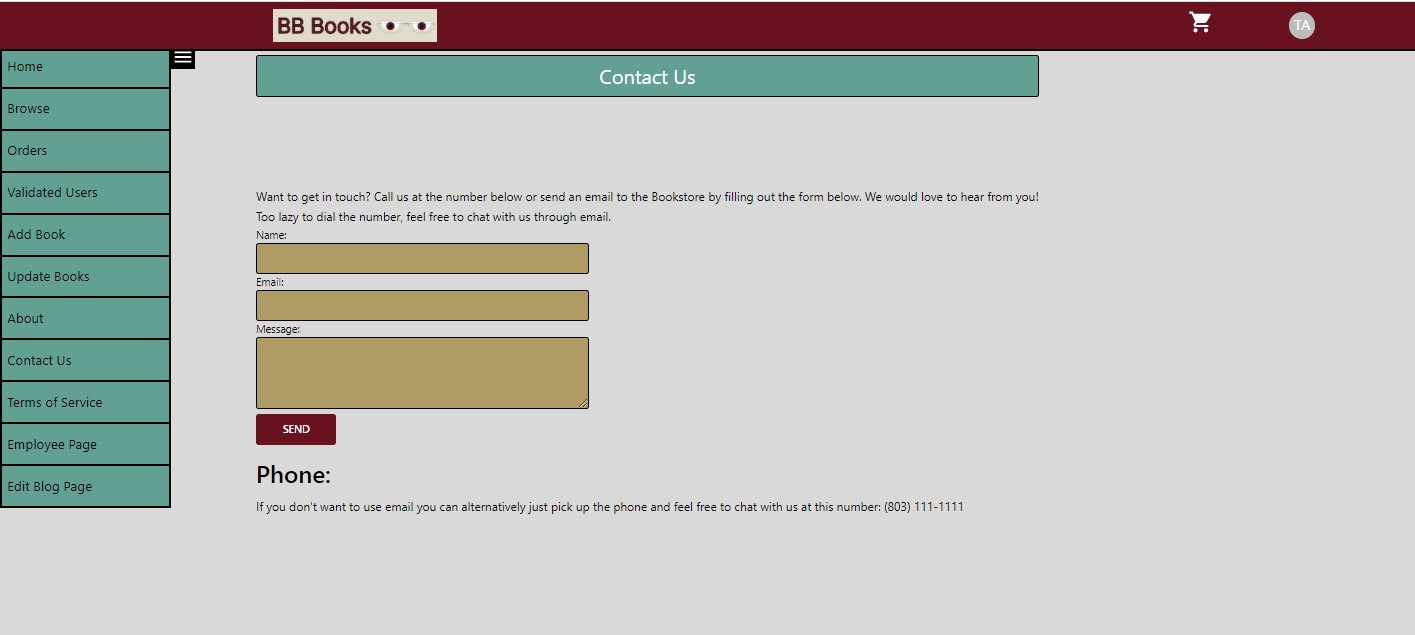 BB Books
TA
Home
Browse
Orders
Validated Users
Add Book
Update Books
About
Contact Us
Terms of Service
Employee Page
Edit Blog Page
Contact Us
Want to get in touch? Call us at the number below or send an email to the Bookstore by filling out the form below. We would love to hear from you!
Too lazy to dial the number, feel free to chat with us through email.
Name:
Email:
Message:
SEND
Phone:
If you don't want to use email you can alternatively just pick up the phone and feel free to chat with us at this number: (803) 111-1111